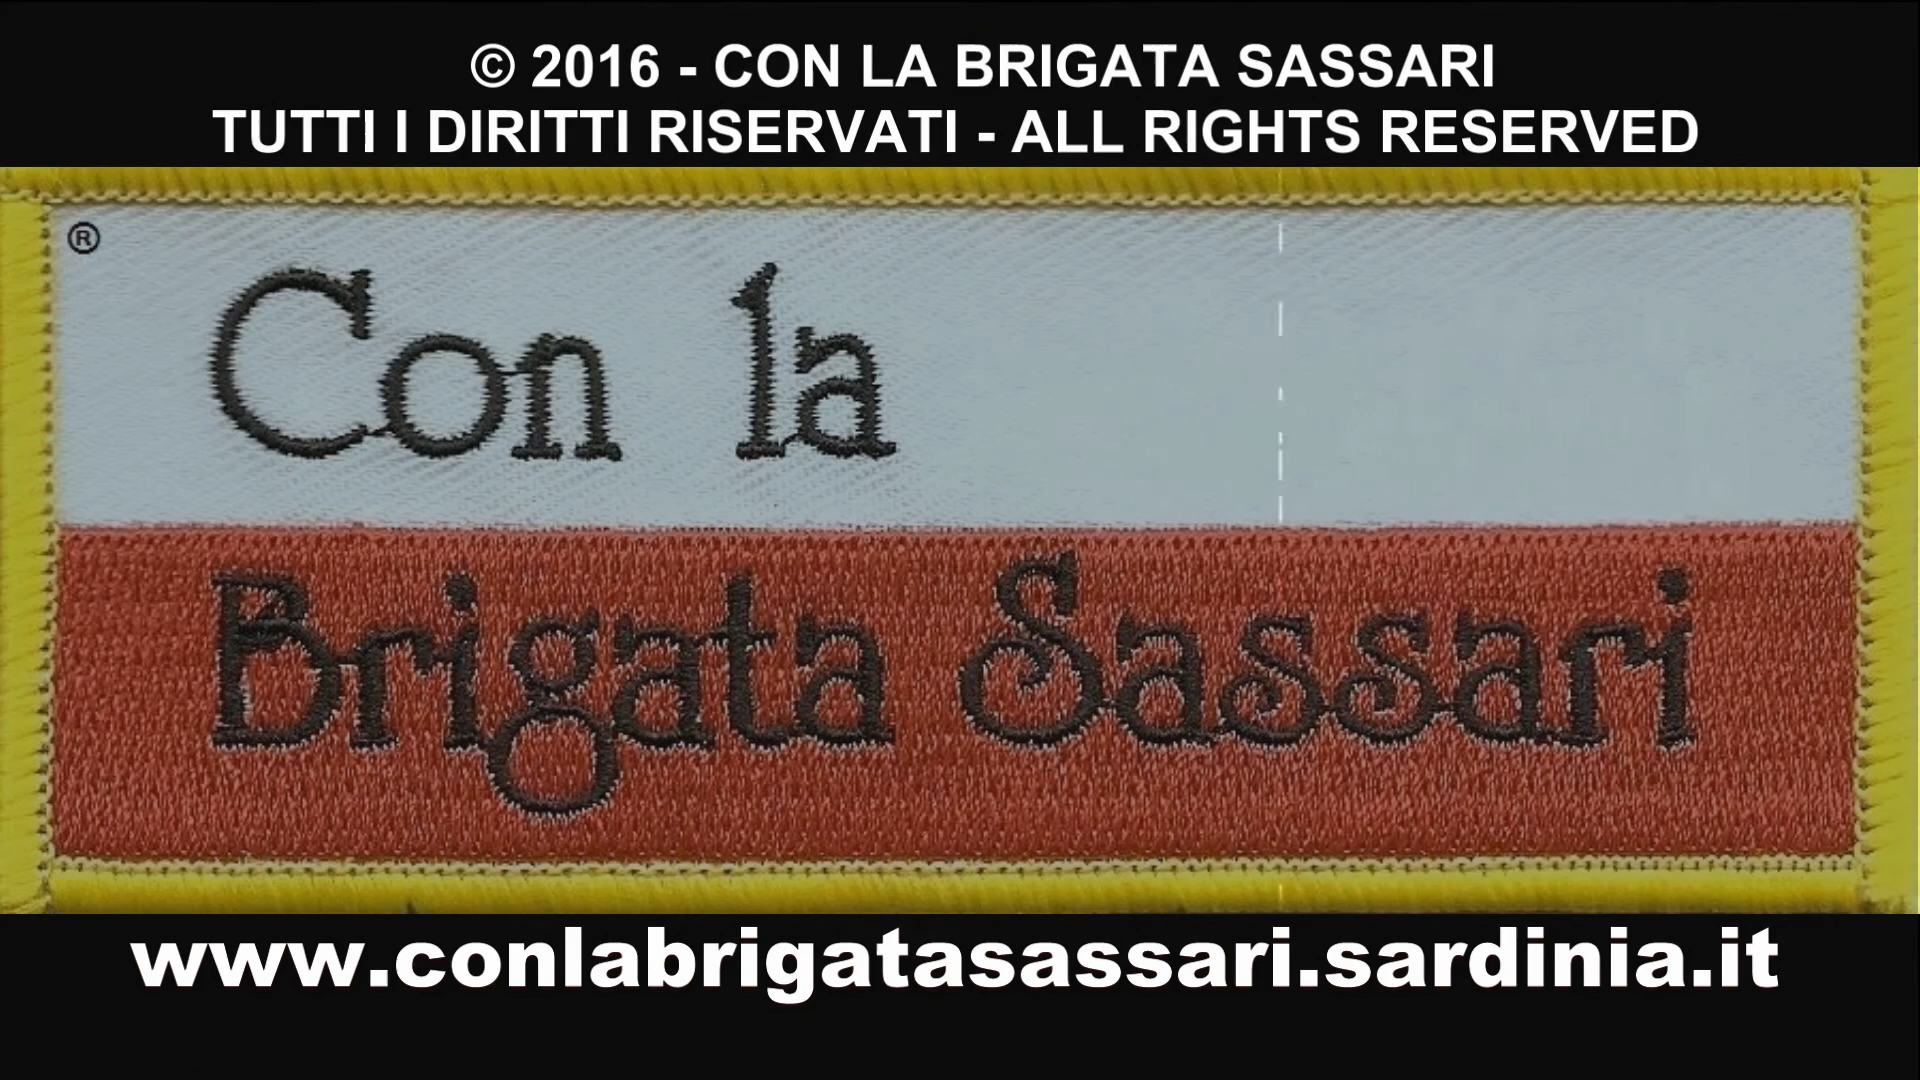 © 2016 - CON LA BRIGATA SASSARI
TUTTI I DIRITTI RISERVATI - ALL RIGHTS RESERVED
®
Con la
Brigata Sassari
www.conlabrigatasassari.sardinia.it